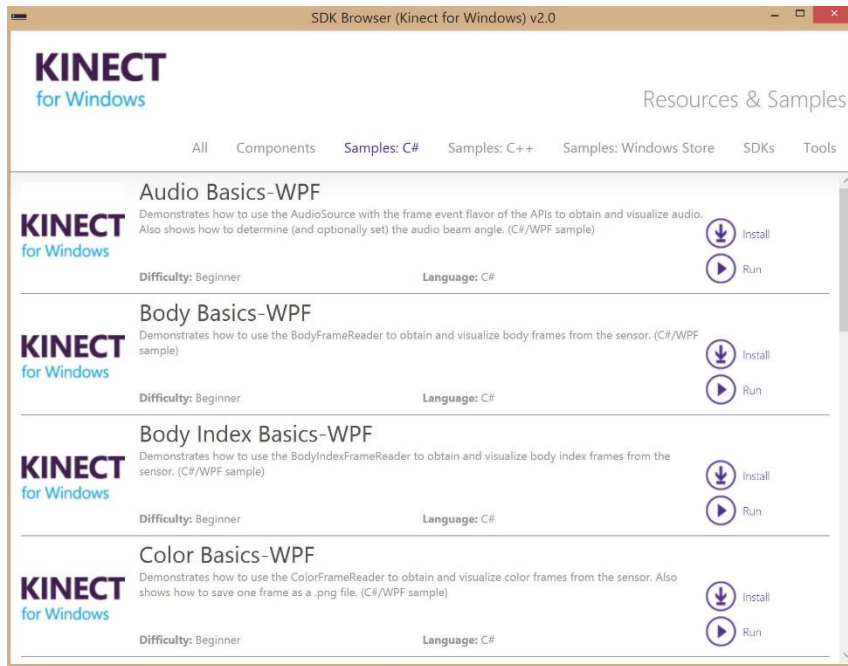 SDK Browser (Kinect for Windows) v2.0
KINECT
for Windows
Resources & Samples
All Components Samples: C# Samples: C++ Samples: Windows Store SDKs Tools
Audio Basics-WPF
KINECT
for Windows
Demonstrates how to use the AudioSource with the frame event flavor of the APIs to obtain and visualize audio.
Also shows how to determine (and optionally set) the audio beam angle. (C#/WPF sample)
Install
Run
Difficulty: Beginner Language: C#
Body Basics-WPF
KINECT
for Windows
Demonstrates how to use the BodyFrameReader to obtain and visualize body frames from the sensor. (C#/WPF
sample)
Install
Run
Difficulty: Beginner Language: C#
Body Index Basics-WPF
KINECT
for Windows
Demonstrates how to use the BodyIndexFrameReader to obtain and visualize body index frames from the
sensor. (C#/WPF sample)
Install
Run
Difficulty: Beginner Language: C#
Color Basics-WPF
KINECT
for Windows
Demonstrates how to use the ColorFrameReader to obtain and visualize color frames from the sensor. Also
shows how to save one frame as a .png file. (C#/WPF sample)
Install
Run
Difficulty: Beginner Language: C#